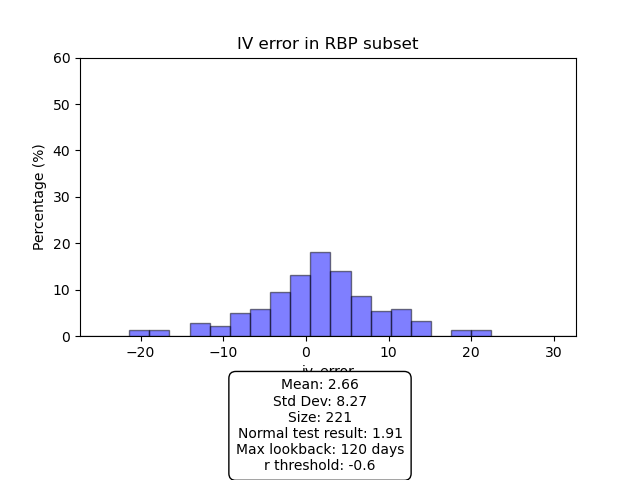 IV error in RBP subset
Percentage (%)
60
50
40
30
20
10
0
−20
−10
0
10
20
30
iv_error
Mean: 2.66
Std Dev: 8.27
Size: 221
Normal test result: 1.91
Max lookback: 120 days
r threshold: -0.6